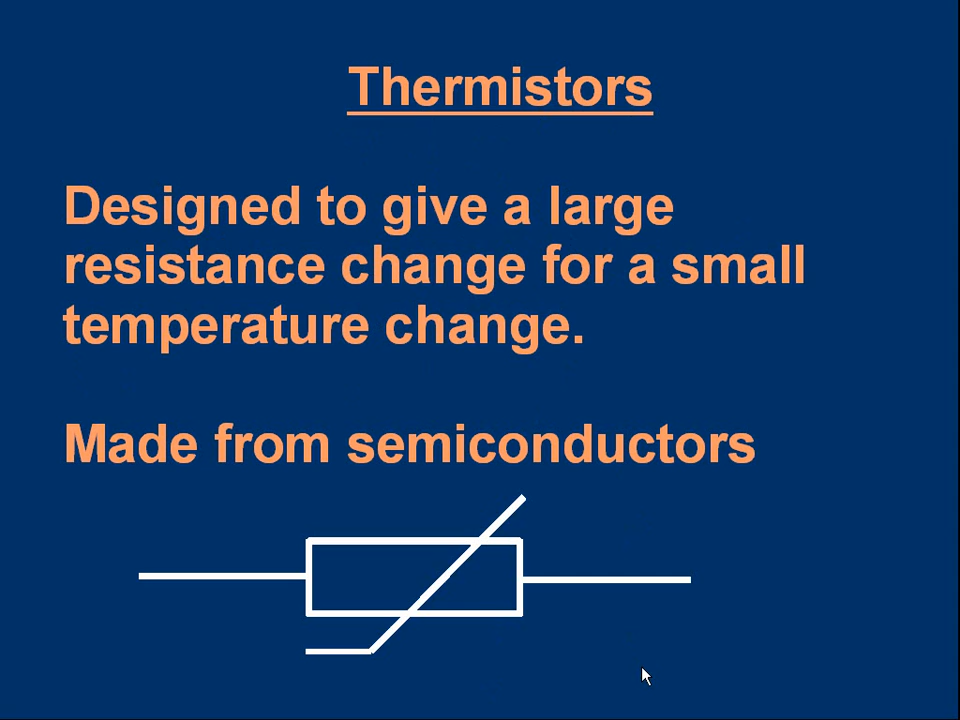 Thermistors
Designed to give a large
resistance change for a small
temperature change.
Made from semiconductors